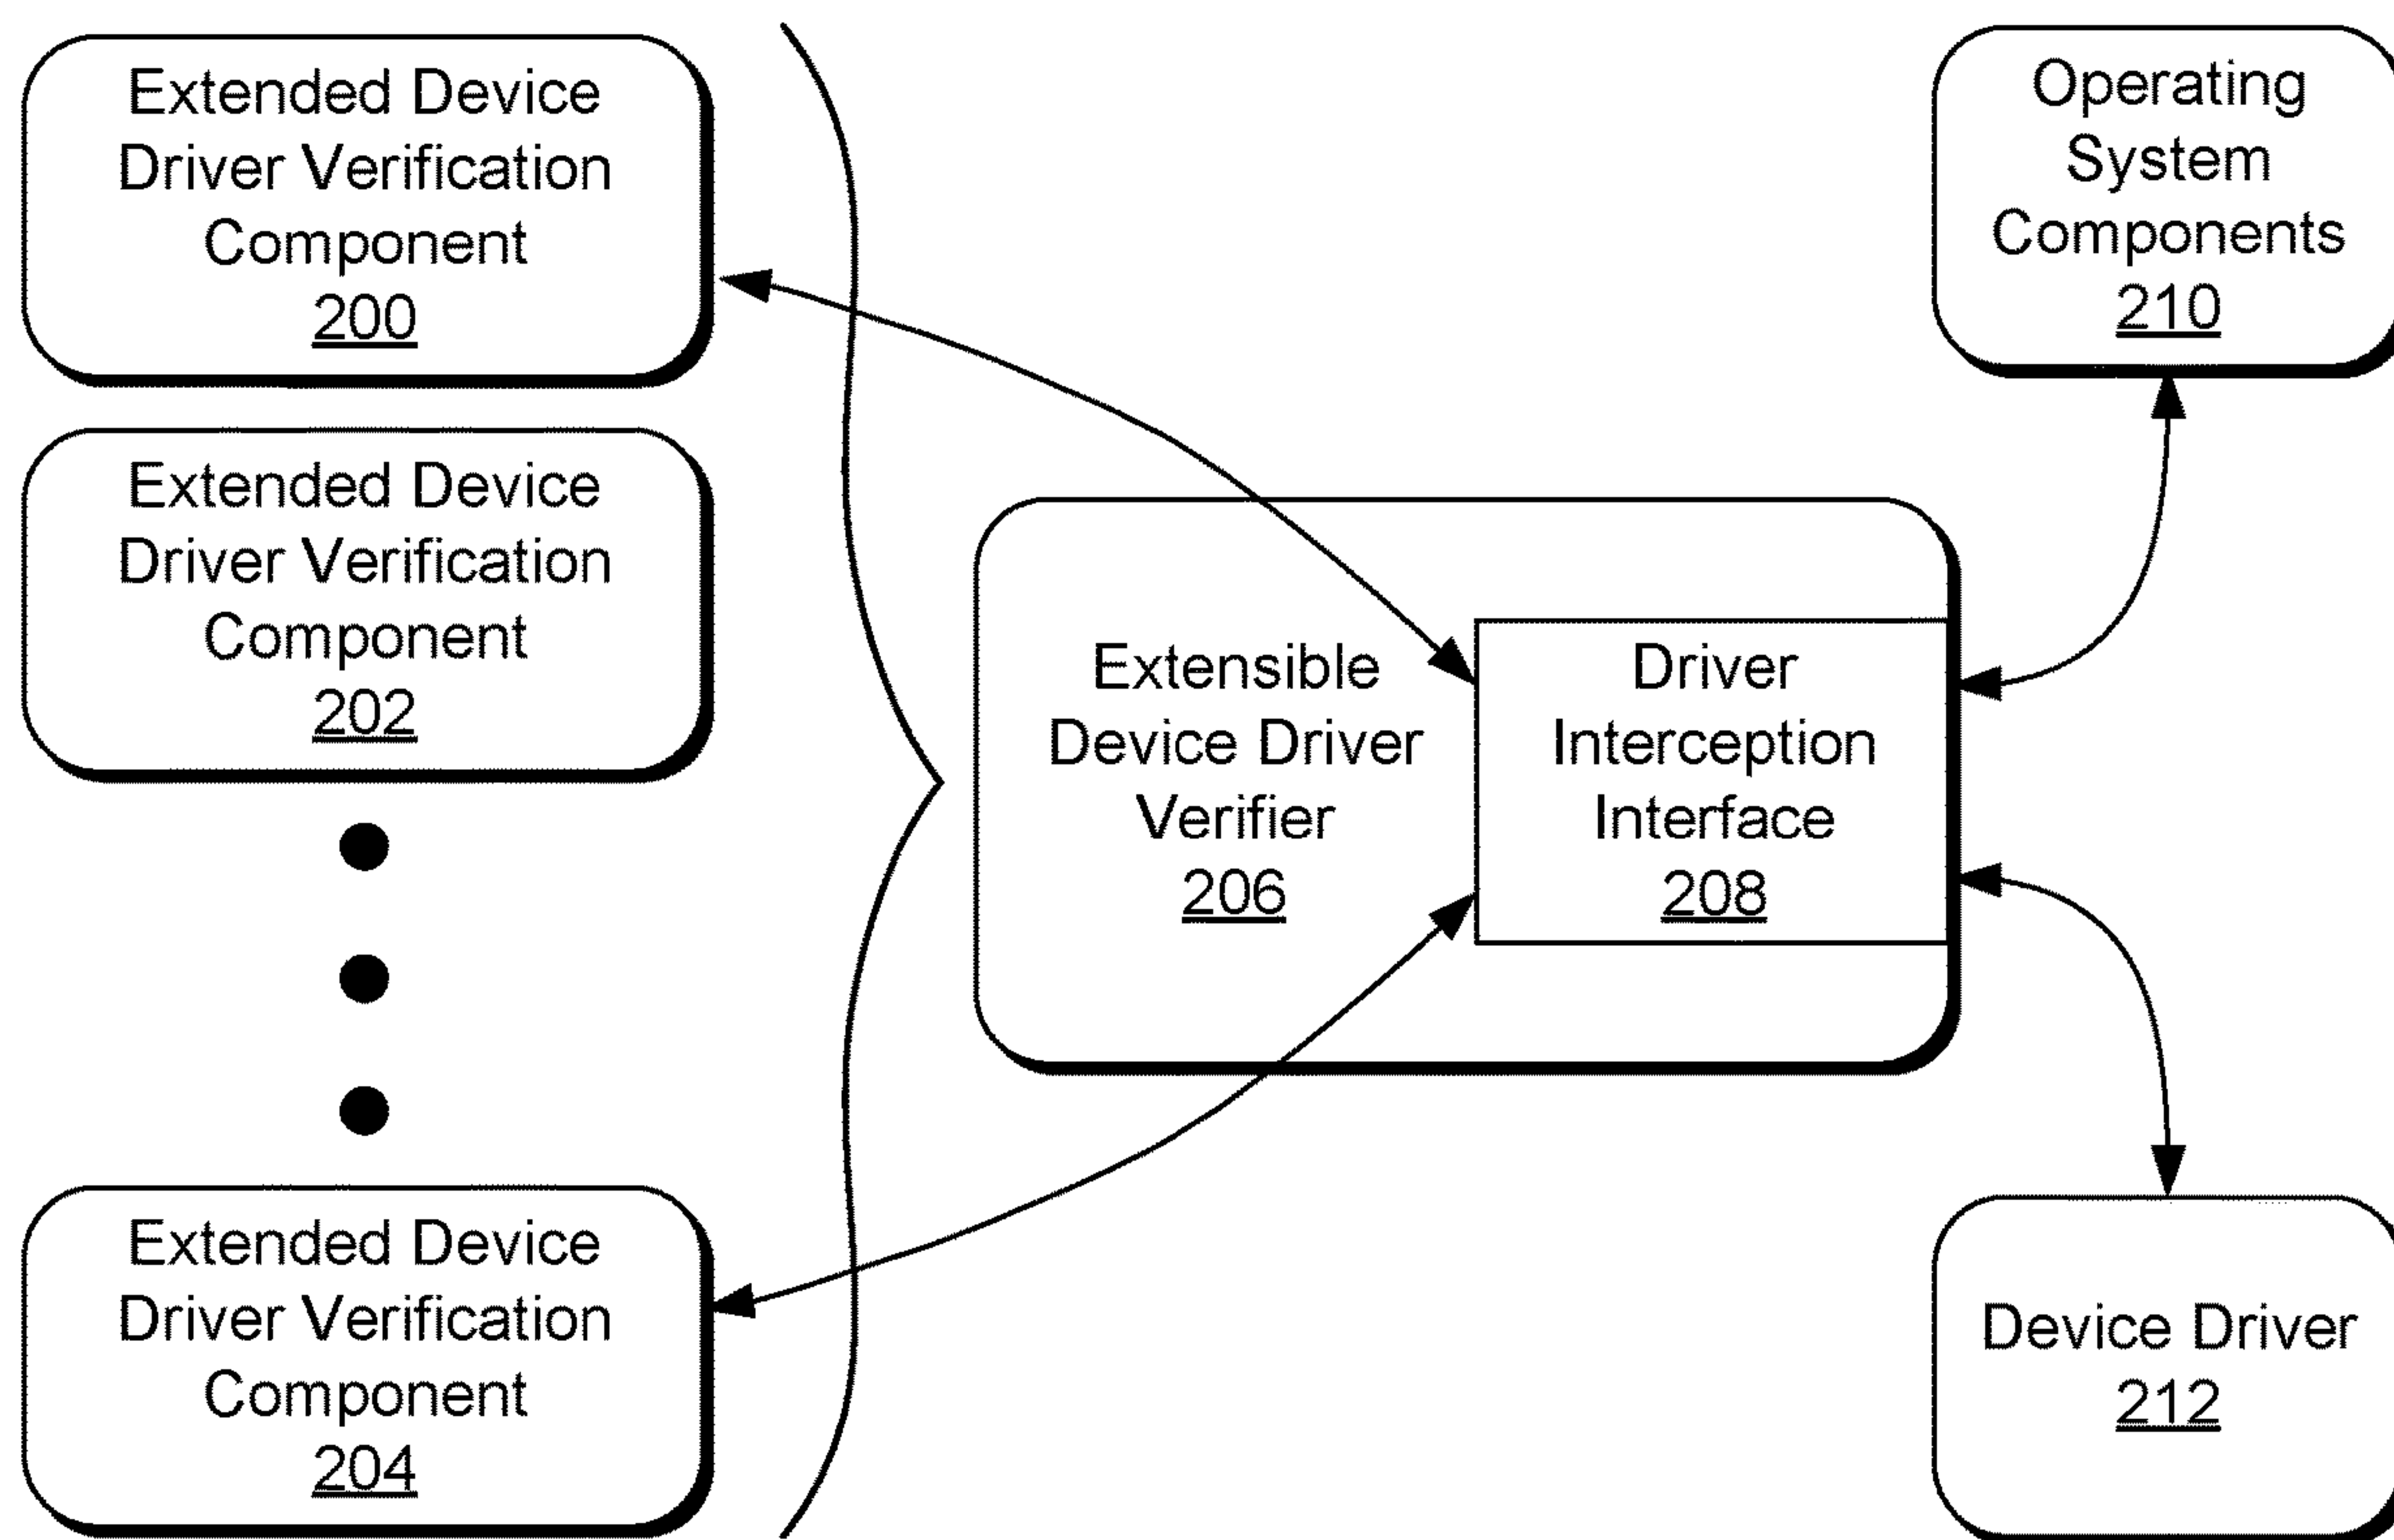 Extended Device
Driver Verification
Component
200
Extended Device
Driver Verification
Component
202
Extended Device
Driver Verification
Component
204
Extensible
Device Driver
Verifier
206
Driver
Interception
Interface
208
Operating
System
Components
210
Device Driver
212